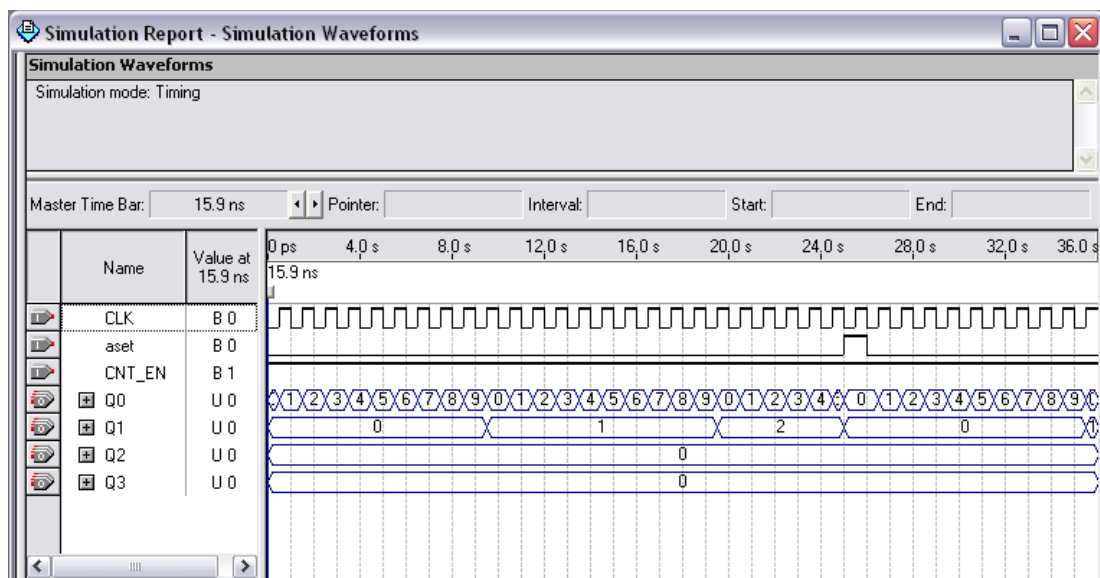 Simulation Report - Simulation Waveforms
Simulation Waveforms
Simulation mode: Timing
Master Time Bar: 15.9 ns Pointer: Interval: Start: End:
Name Value at 15.9 ns
0 ps 4.0 s 8.0 s 12.0 s 16.0 s 20.0 s 24.0 s 28.0 s 32.0 s 36.0 s
15.9 ns
CLK B 0
aset B 0
CNT_EN B 1
Q0 U 0 1 2 3 4 5 6 7 8 9 0 1 2 3 4 5 6 7 8 9 0 1 2 3 4 0 1 2 3 4 5 6 7 8 9
Q1 U 0 0 1 2 0 1
Q2 U 0 0
Q3 U 0 0